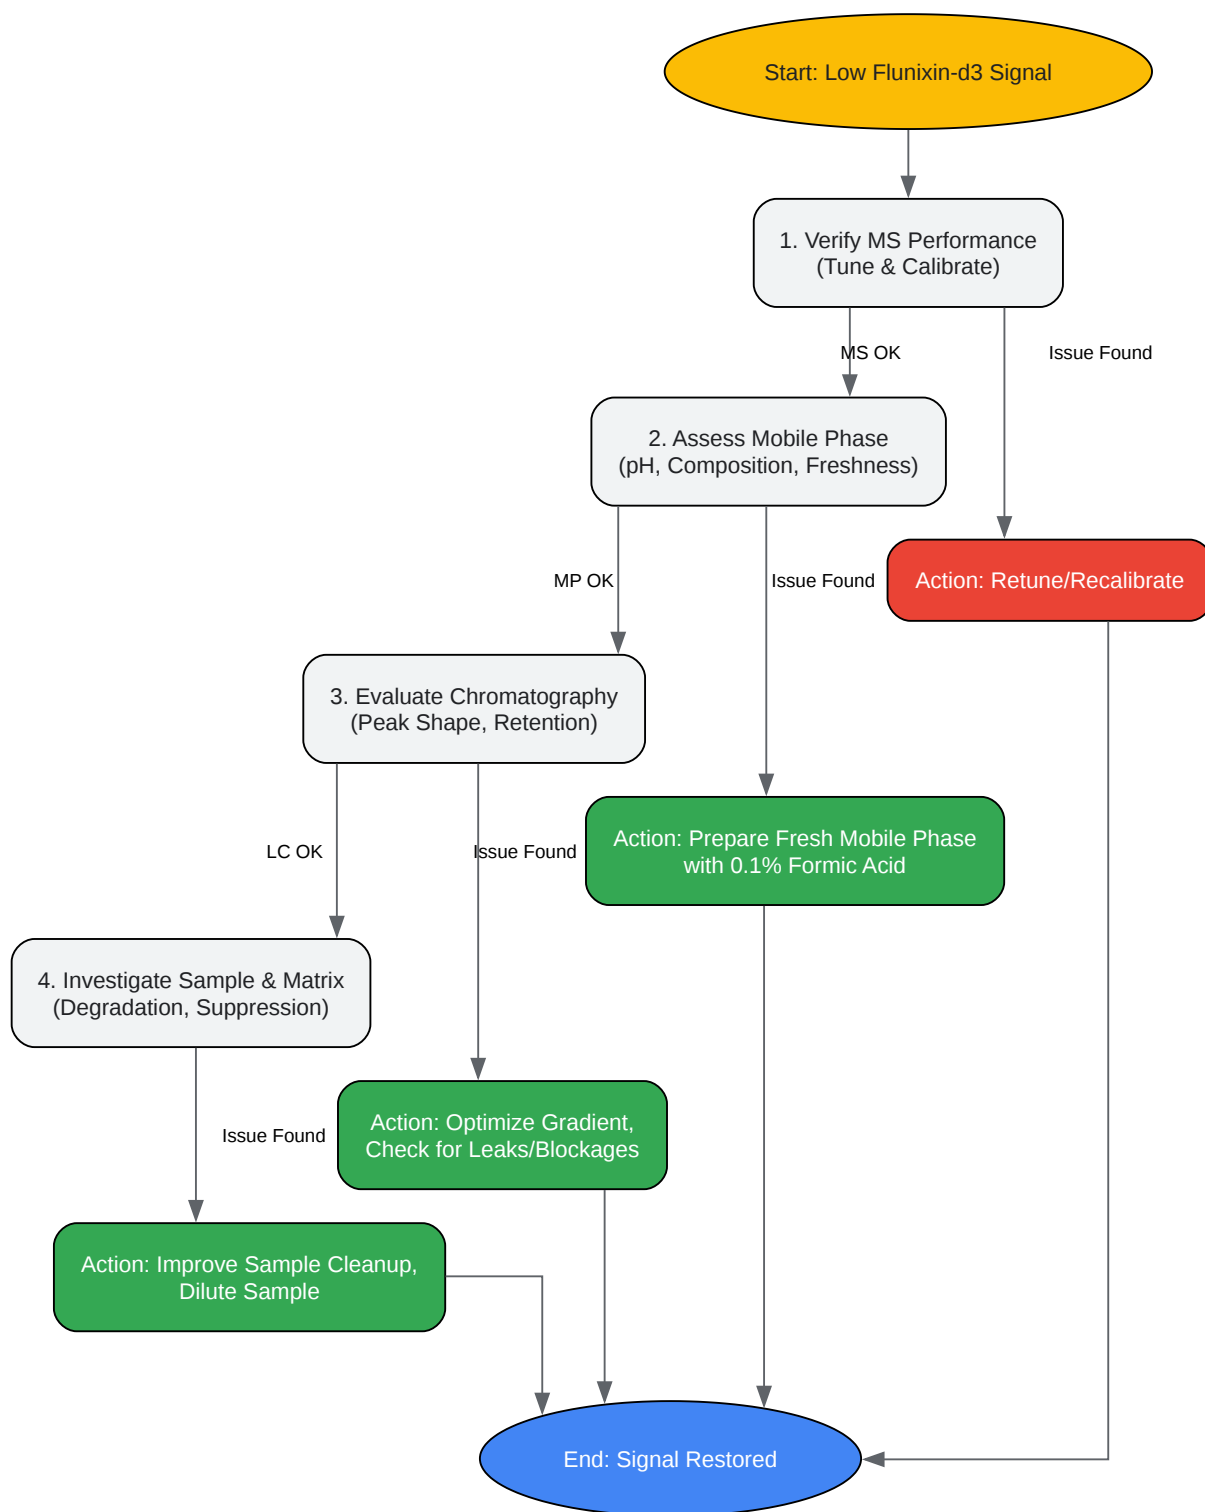 Start: Low Flunixin-d3 Signal
1. Verify MS Performance
(Tune & Calibrate)
MS OK
Issue Found
2. Assess Mobile Phase
(pH, Composition, Freshness)
MP OK
Issue Found
Action: Retune/Recalibrate
3. Evaluate Chromatography
(Peak Shape, Retention)
Action: Prepare Fresh Mobile Phase
with 0.1% Formic Acid
LC OK
Issue Found
4. Investigate Sample & Matrix
(Degradation, Suppression)
Issue Found
Action: Optimize Gradient,
Check for Leaks/Blockages
Action: Improve Sample Cleanup,
Dilute Sample
End: Signal Restored